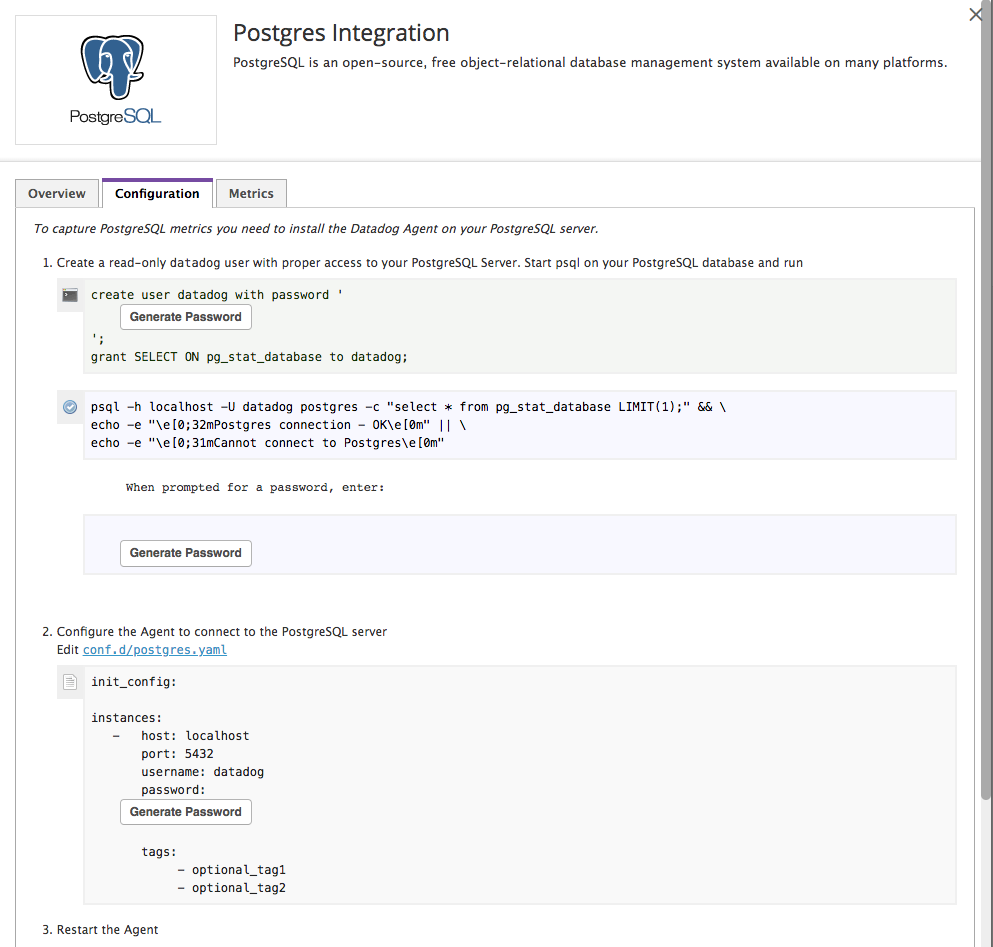 PostgreSQL
Postgres Integration
PostgreSQL is an open-source, free object-relational database management system available on many platforms.
Overview
Configuration
Metrics
To capture PostgreSQL metrics you need to install the Datadog Agent on your PostgreSQL server.
1. Create a read-only datadog user with proper access to your PostgreSQL Server. Start psql on your PostgreSQL database and run
create user datadog with password '
Generate Password
';
grant SELECT ON pg_stat_database to datadog;
psql -h localhost -U datadog postgres -c "select * from pg_stat_database LIMIT(1);" && \
echo -e "\e[0;32mPostgres connection - OK\e[0m" || \
echo -e "\e[0;31mCannot connect to Postgres\e[0m"
When prompted for a password, enter:
Generate Password
2. Configure the Agent to connect to the PostgreSQL server
Edit conf.d/postgres.yaml
init_config:
instances:
- host: localhost
port: 5432
username: datadog
password:
Generate Password
tags:
- optional_tag1
- optional_tag2
3. Restart the Agent